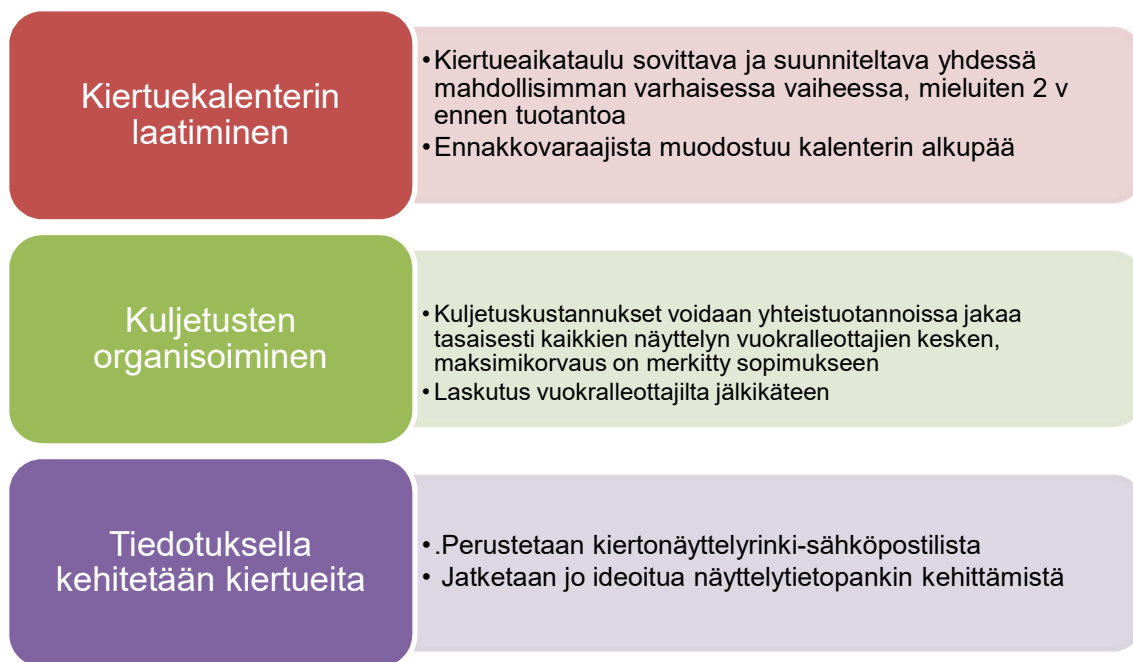 Kiertuekalenterin
laatiminen
•Kiertueaikataulu sovittava ja suunniteltava yhdessä
mahdollisimman varhaisessa vaiheessa, mieluiten 2 v
ennen tuotantoa
•Ennakkovaraajista muodostuu kalenterin alkupää
Kuljetusten
organisoiminen
•Kuljetuskustannukset voidaan yhteistuotannoissa jakaa
tasaisesti kaikkien näyttelyn vuokralleottajien kesken,
maksimikorvaus on merkitty sopimukseen
•Laskutus vuokralleottajilta jälkikäteen
Tiedotuksella
kehitetään kiertueita
• .Perustetaan kiertonäyttelyrinki-sähköpostilista
• Jatketaan jo ideoitua näyttelytietopankin kehittämistä